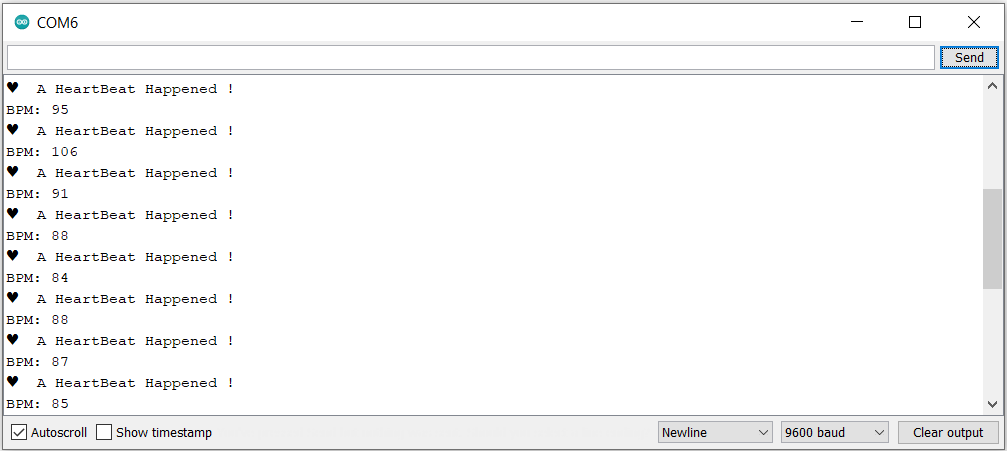 COM6
Send
♥  A HeartBeat Happened !
BPM: 95
♥  A HeartBeat Happened !
BPM: 106
♥  A HeartBeat Happened !
BPM: 91
♥  A HeartBeat Happened !
BPM: 88
♥  A HeartBeat Happened !
BPM: 84
♥  A HeartBeat Happened !
BPM: 88
♥  A HeartBeat Happened !
BPM: 87
♥  A HeartBeat Happened !
BPM: 85
Autoscroll Show timestamp Newline 9600 baud Clear output